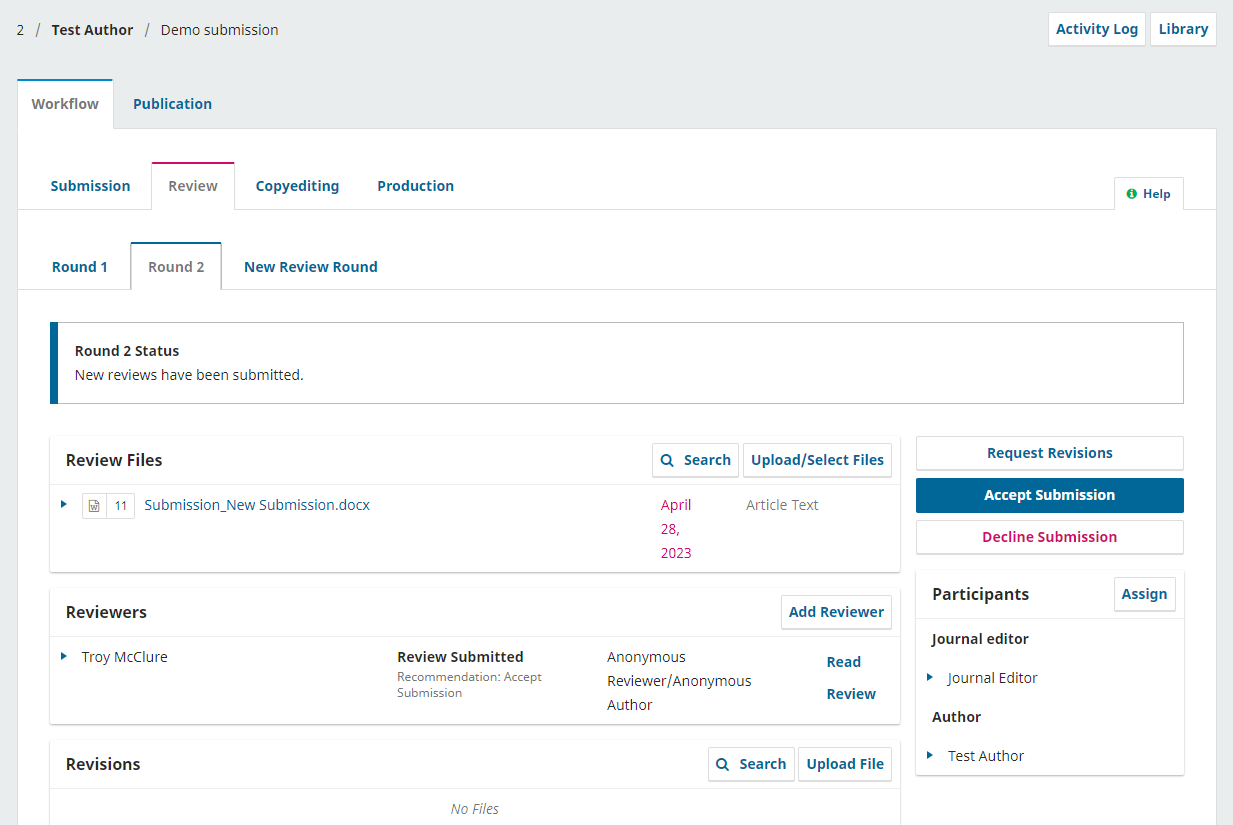 2 / Test Author / Demo submission
Activity Log
Library
Workflow
Publication
Submission
Review
Copyediting
Production
Help
Round 1
Round 2
New Review Round
Round 2 Status
New reviews have been submitted.
Review Files
Search
Upload/Select Files
11
Submission_New Submission.docx
April
28,
2023
Article Text
Request Revisions
Accept Submission
Decline Submission
Reviewers
Add Reviewer
Troy McClure
Review Submitted
Recommendation: Accept
Submission
Anonymous
Reviewer/Anonymous
Author
Read
Review
Participants
Assign
Journal editor
Journal Editor
Author
Test Author
Revisions
Search
Upload File
No Files